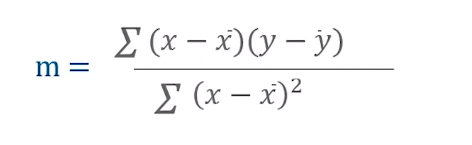 m = ∑ (x − x̄)(y − ȳ) / ∑ (x − x̄)²